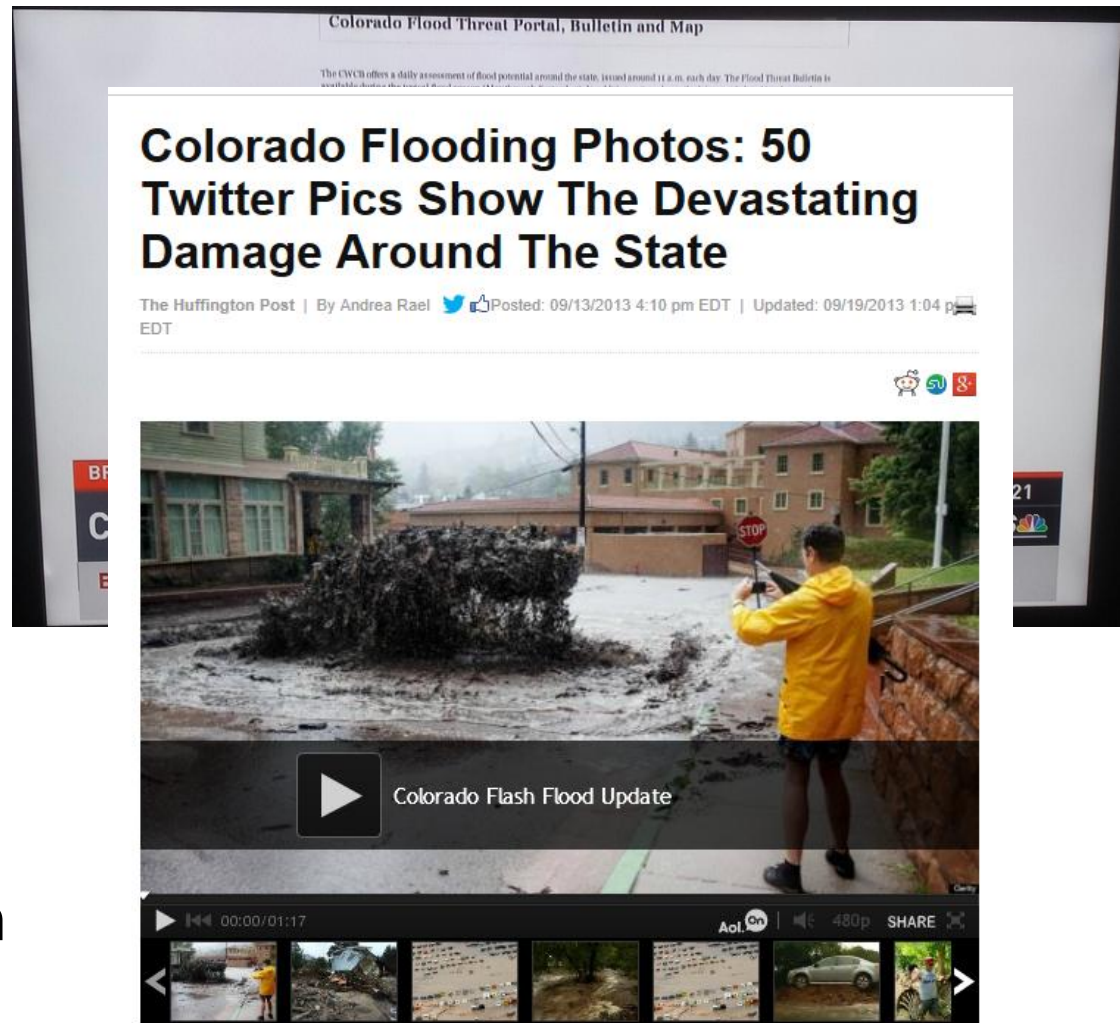 Colorado Flood Threat Portal, Bulletin and Map
The CWCB offers a daily assessment of flood potential around the state, issued around 11 a.m. each day. The Flood Threat Bulletin is
Colorado Flooding Photos: 50
Twitter Pics Show The Devastating
Damage Around The State
The Huffington Post | By Andrea Rael Posted: 09/13/2013 4:10 pm EDT | Updated: 09/19/2013 1:04 p
EDT
8+
BR
21
C
E
STOP
Colorado Flash Flood Update
Getty
00:00/01:17
Aol.On
480p
SHARE
n